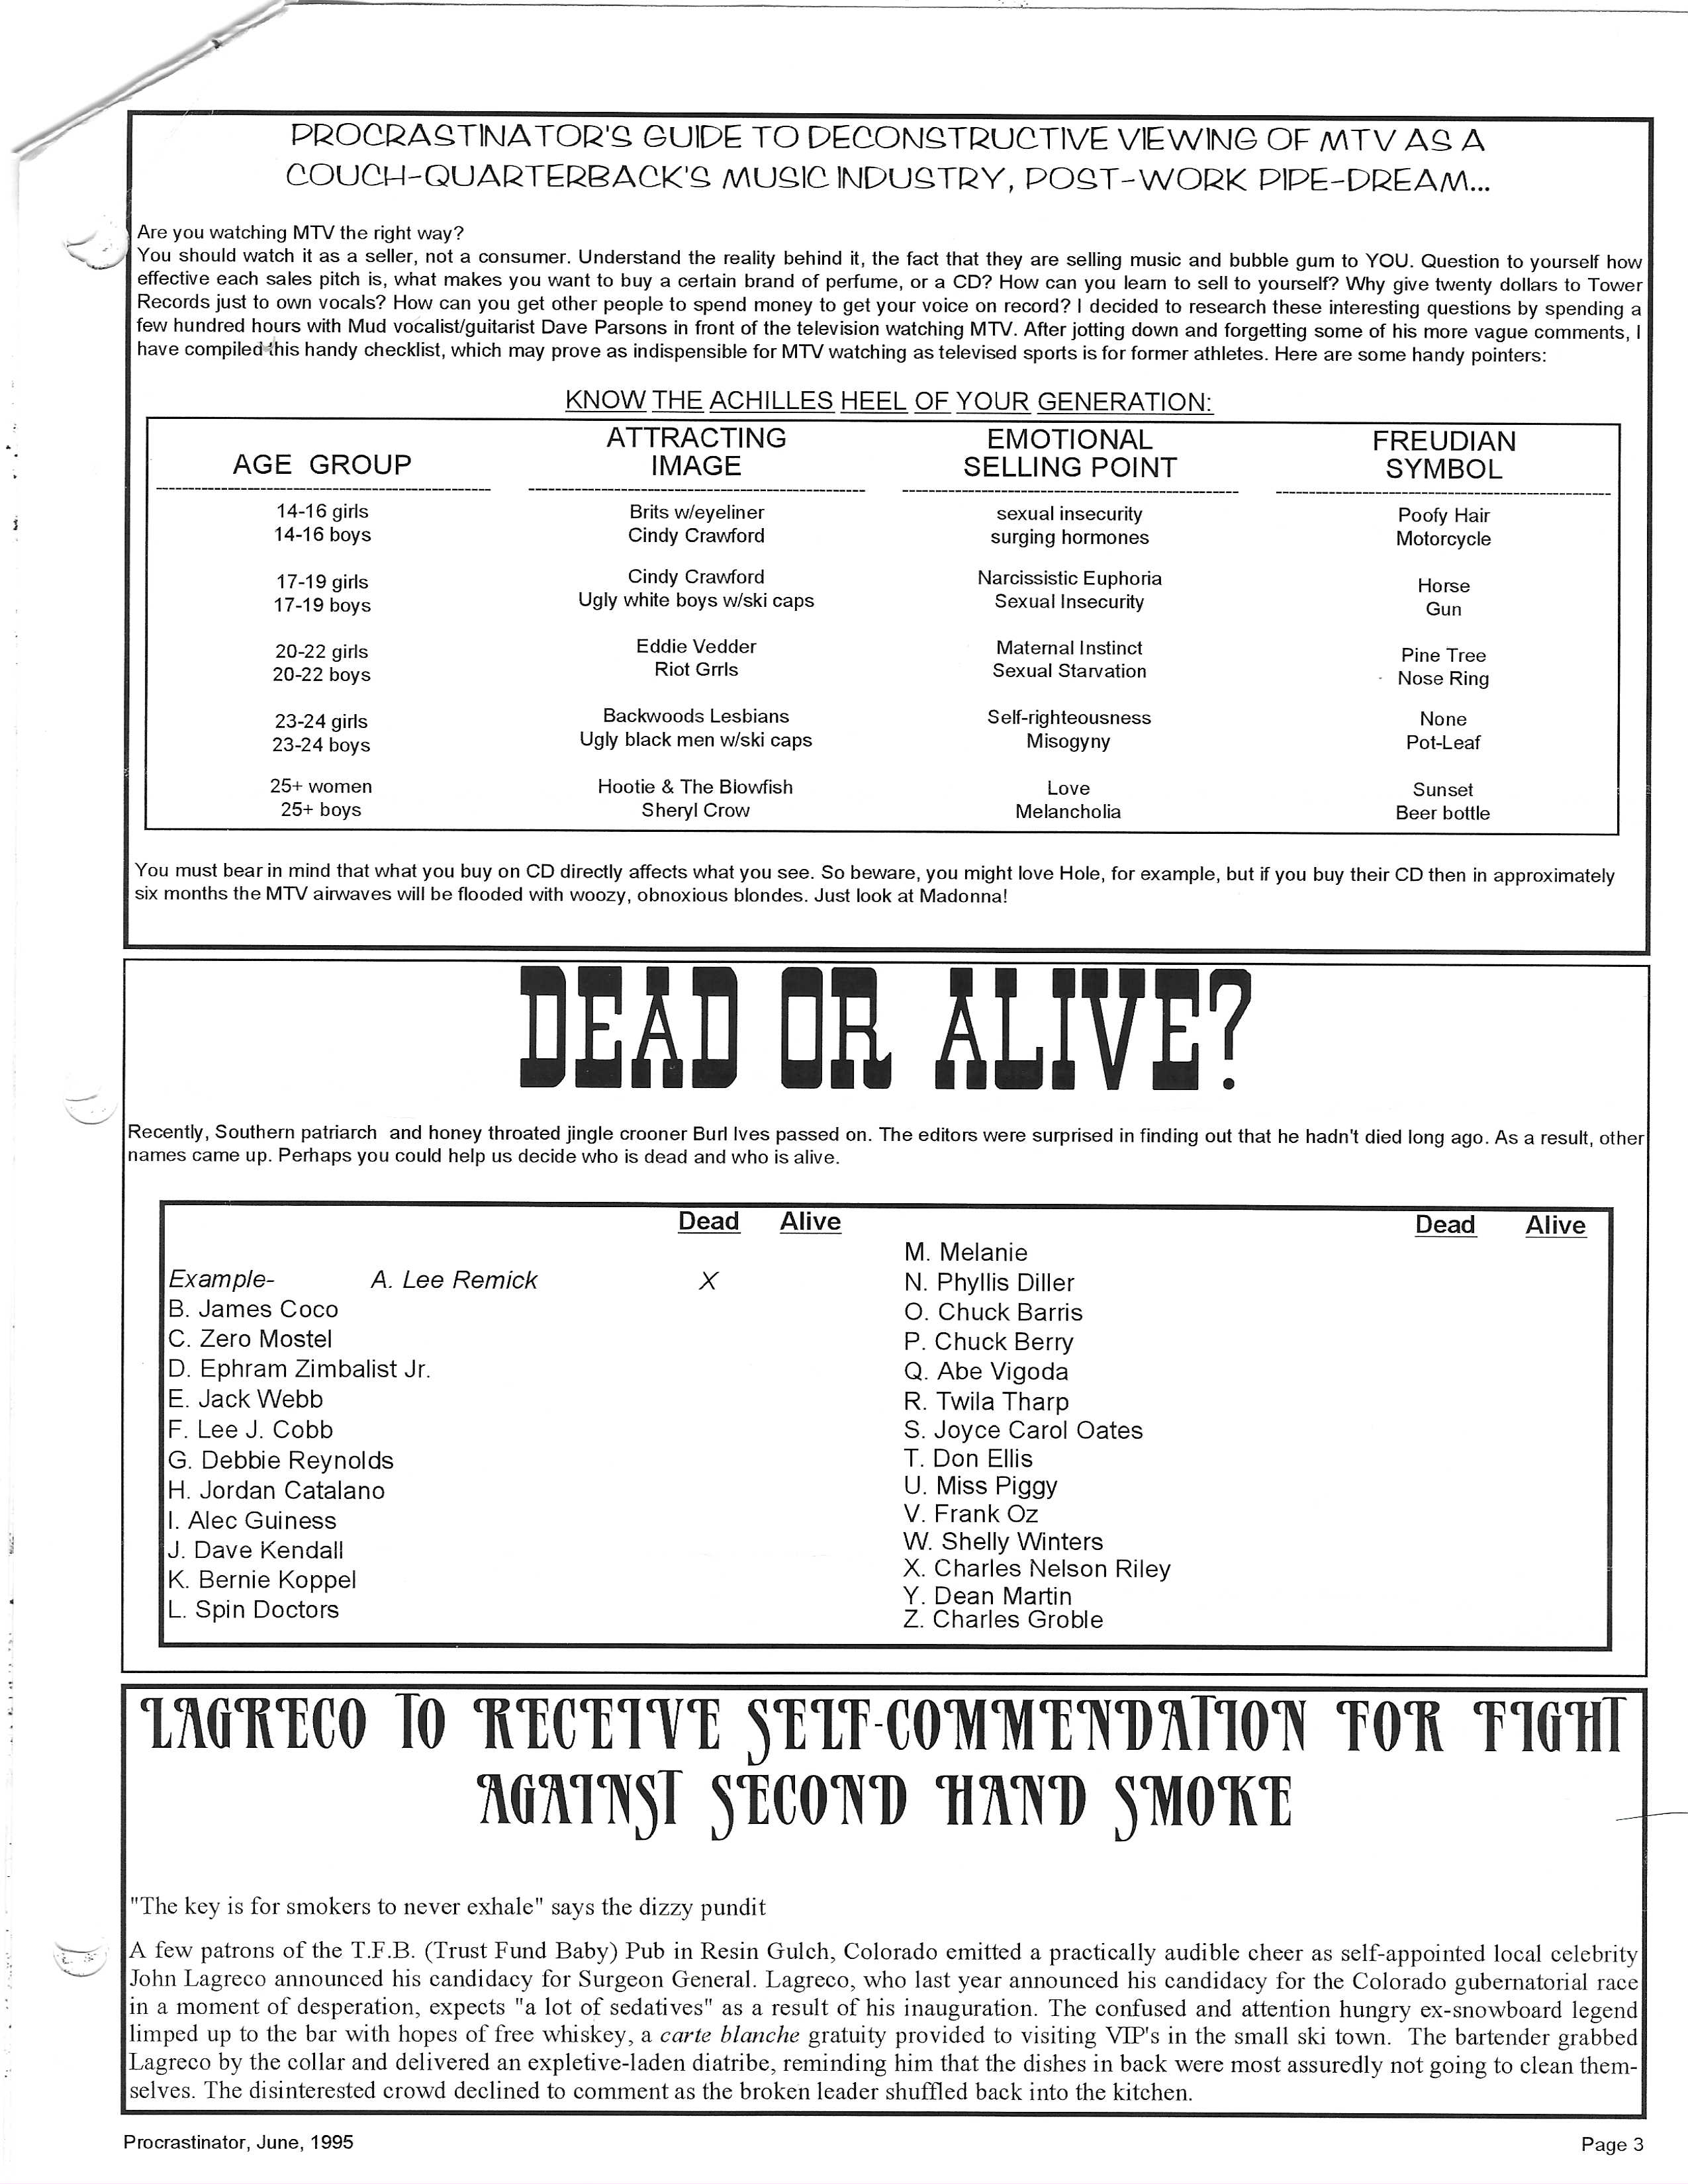 PROCRASTINATOR'S GUIDE TO DECONSTRUCTIVE VIEWING OF MTV AS A
COUCH-QUARTERBACK'S MUSIC INDUSTRY, POST-WORK PIPE-DREAM...
Are you watching MTV the right way?
You should watch it as a seller, not a consumer. Understand the reality behind it, the fact that they are selling music and bubble gum to YOU. Question to yourself how
effective each sales pitch is, what makes you want to buy a certain brand of perfume, or a CD? How can you learn to sell to yourself? Why give twenty dollars to Tower
Records just to own vocals? How can you get other people to spend money to get your voice on record? I decided to research these interesting questions by spending a
few hundred hours with Mud vocalist/guitarist Dave Parsons in front of the television watching MTV. After jotting down and forgetting some of his more vague comments, I
have compiled this handy checklist, which may prove as indispensible for MTV watching as televised sports is for former athletes. Here are some handy pointers:
KNOW THE ACHILLES HEEL OF YOUR GENERATION:
AGE GROUP ATTRACTING IMAGE EMOTIONAL SELLING POINT FREUDIAN SYMBOL
14-16 girls Brits w/eyeliner sexual insecurity Poofy Hair
14-16 boys Cindy Crawford surging hormones Motorcycle
17-19 girls Cindy Crawford Narcissistic Euphoria Horse
17-19 boys Ugly white boys w/ski caps Sexual Insecurity Gun
20-22 girls Eddie Vedder Maternal Instinct Pine Tree
20-22 boys Riot Grrls Sexual Starvation Nose Ring
23-24 girls Backwoods Lesbians Self-righteousness None
23-24 boys Ugly black men w/ski caps Misogyny Pot-Leaf
25+ women Hootie & The Blowfish Love Sunset
25+ boys Sheryl Crow Melancholia Beer bottle
You must bear in mind that what you buy on CD directly affects what you see. So beware, you might love Hole, for example, but if you buy their CD then in approximately
six months the MTV airwaves will be flooded with woozy, obnoxious blondes. Just look at Madonna!
DEAD OR ALIVE?
Recently, Southern patriarch and honey throated jingle crooner Burl Ives passed on. The editors were surprised in finding out that he hadn't died long ago. As a result, other
names came up. Perhaps you could help us decide who is dead and who is alive.
Dead Alive
Example- A. Lee Remick X
B. James Coco
C. Zero Mostel
D. Ephram Zimbalist Jr.
E. Jack Webb
F. Lee J. Cobb
G. Debbie Reynolds
H. Jordan Catalano
I. Alec Guiness
J. Dave Kendall
K. Bernie Koppel
L. Spin Doctors
Dead Alive
M. Melanie
N. Phyllis Diller
O. Chuck Barris
P. Chuck Berry
Q. Abe Vigoda
R. Twila Tharp
S. Joyce Carol Oates
T. Don Ellis
U. Miss Piggy
V. Frank Oz
W. Shelly Winters
X. Charles Nelson Riley
Y. Dean Martin
Z. Charles Groble
LAGRECO TO RECEIVE SELF-COMMENDATION FOR FIGHT
AGAINST SECOND HAND SMOKE
"The key is for smokers to never exhale" says the dizzy pundit
A few patrons of the T.F.B. (Trust Fund Baby) Pub in Resin Gulch, Colorado emitted a practically audible cheer as self-appointed local celebrity
John Lagreco announced his candidacy for Surgeon General. Lagreco, who last year announced his candidacy for the Colorado gubernatorial race
in a moment of desperation, expects "a lot of sedatives" as a result of his inauguration. The confused and attention hungry ex-snowboard legend
limped up to the bar with hopes of free whiskey, a carte blanche gratuity provided to visiting VIP's in the small ski town. The bartender grabbed
Lagreco by the collar and delivered an expletive-laden diatribe, reminding him that the dishes in back were most assuredly not going to clean them-
selves. The disinterested crowd declined to comment as the broken leader shuffled back into the kitchen.
Procrastinator, June, 1995 Page 3